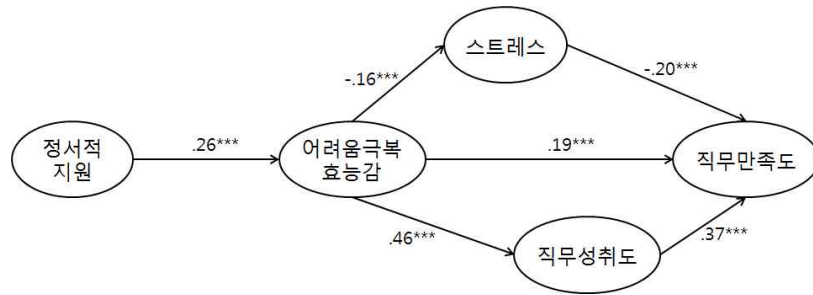 스트레스
-.16***
-.20***
정서적
지원
.26***
어려움극복
효능감
.19***
직무만족도
.46***
직무성취도
.37***